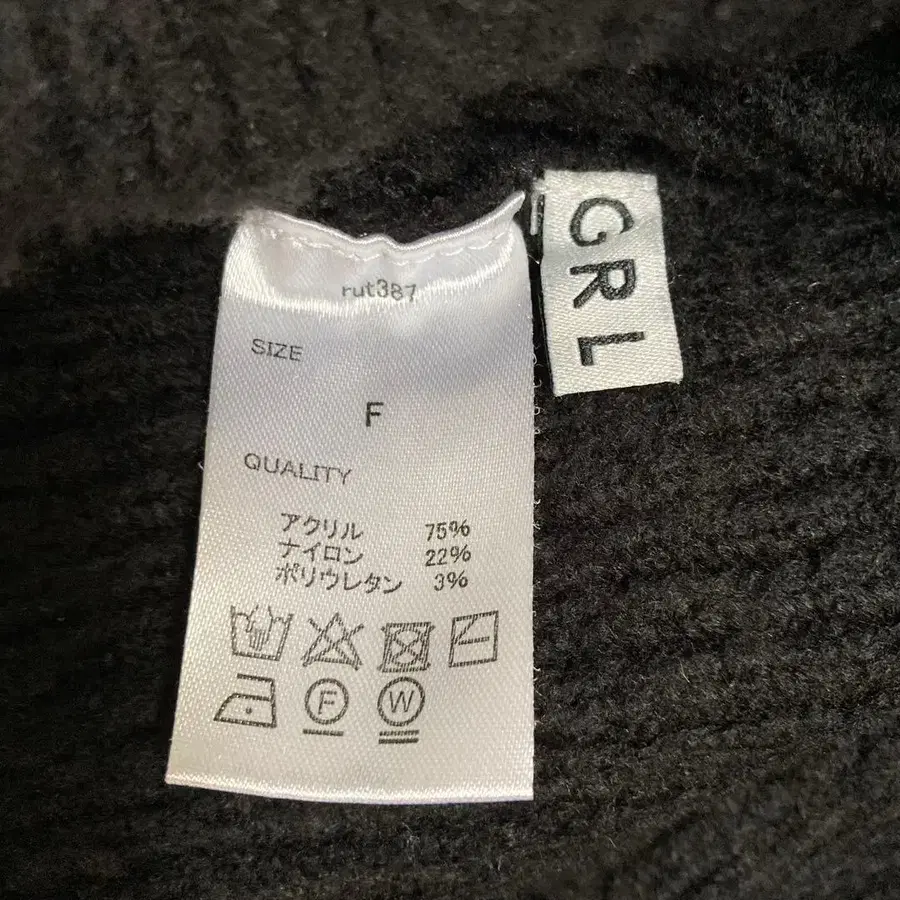 rut387
SIZE
F
QUALITY
アクリル 75%
ナイロン 22%
ポリウレタン 3%
F
W
GRL